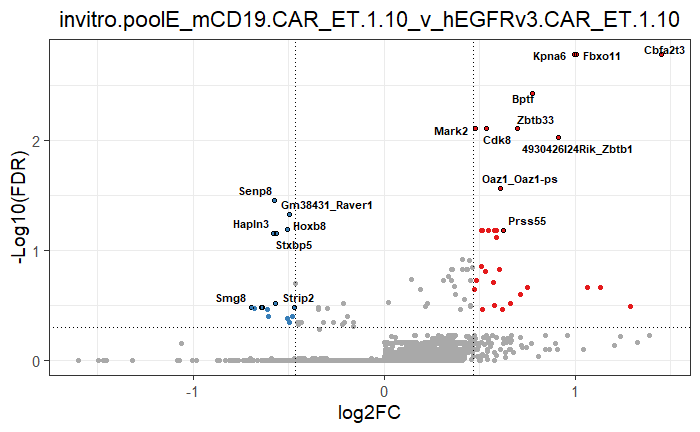 invitro.poolE_mCD19.CAR_ET.1.10_v_hEGFRv3.CAR_ET.1.10
Cbfa2t3
Kpna6
Fbxo11
Bptf
Zbtb33
Mark2
Cdk8
4930426I24Rik_Zbtb1
Oaz1_Oaz1-ps
Senp8
Gm38431_Raver1
Hapln3
Hoxb8
Prss55
Stxbp5
Smg8
Strip2
-Log10(FDR)
2
1
0
-1
0
1
log2FC